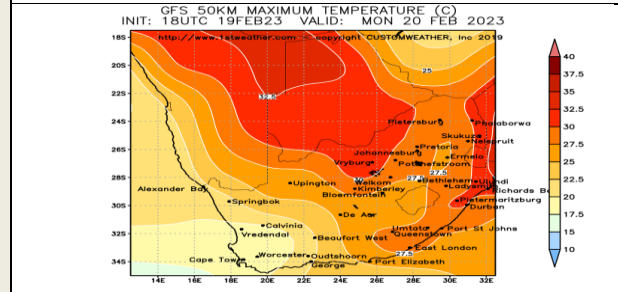 GFS 50KM MAXIMUM TEMPERATURE (C)
INIT: 18UTC 19FEB23 VALID: MON 20 FEB 2023
http://www.1stweather.com copyright CUSTOMWEATHER, Inc 2019
18S
20S
22S
24S
26S
28S
30S
32S
34S
14E 16E 18E 20E 22E 24E 26E 28E 30E 32E
25
32.5
Pietersburg
Phalaborwa
Skukuza
Nelspruit
Pretoria
Johannesburg
Ermelo
Vryburg
Potchefstroom
27.5
27.5
Welkom
Bethlehem
Ulundi
Alexander Bay
Upington
Kimberley
Ladysmith
Richards B
Bloemfontein
Springbok
Pietermaritzburg
Durban
De Aar
Calvinia
Vredendal
Umtata
Port St Johns
Beaufort West
Queenstown
East London
27.5
Cape Town
Worcester
Oudtshoorn
George
Port Elizabeth
40
37.5
35
32.5
30
27.5
25
22.5
20
17.5
15
10